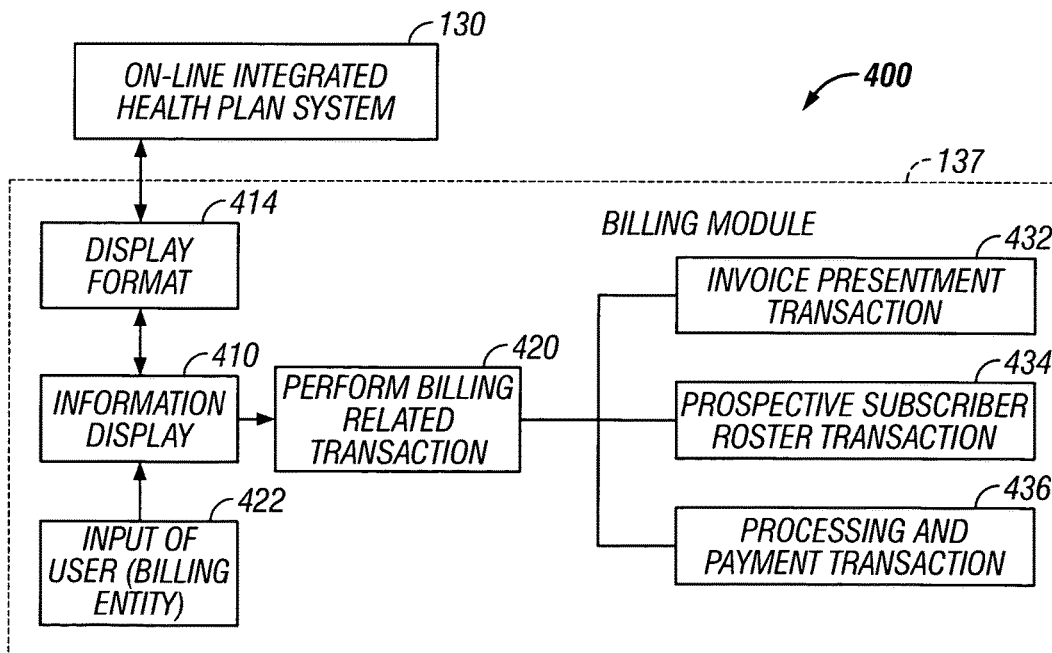 130
ON-LINE INTEGRATED
HEALTH PLAN SYSTEM
400
137
414
DISPLAY
FORMAT
BILLING MODULE
432
INVOICE PRESENTMENT
TRANSACTION
410
INFORMATION
DISPLAY
420
PERFORM BILLING
RELATED
TRANSACTION
434
PROSPECTIVE SUBSCRIBER
ROSTER TRANSACTION
422
INPUT OF
USER (BILLING
ENTITY)
436
PROCESSING AND
PAYMENT TRANSACTION